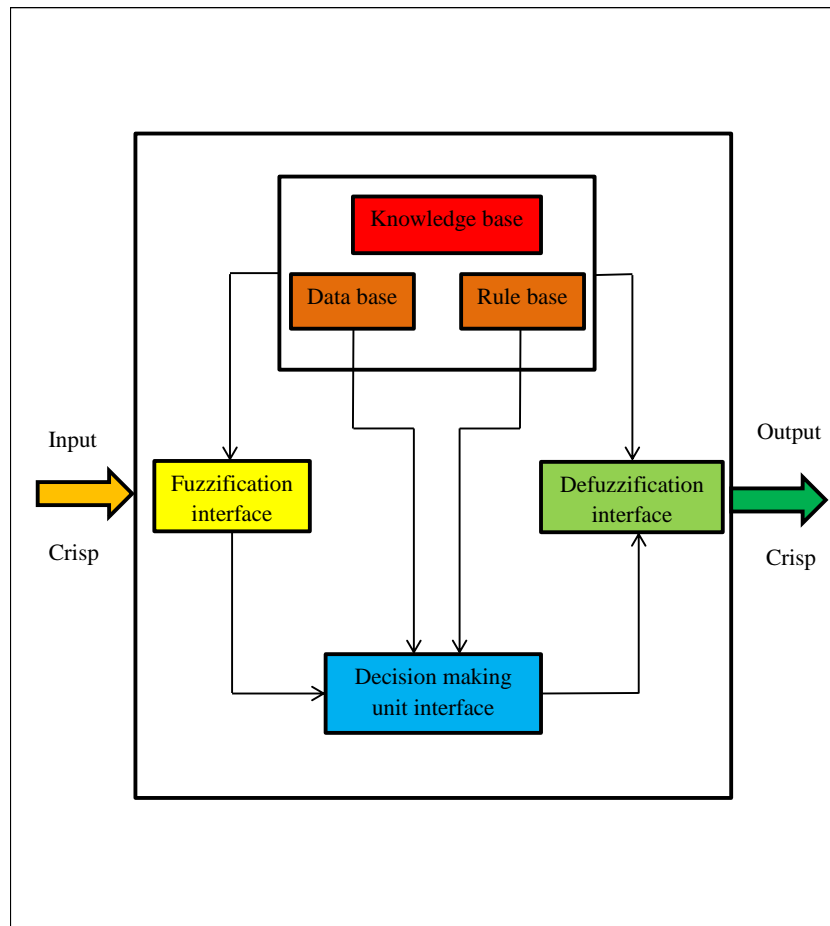 Knowledge base
Data base
Rule base
Input
Crisp
Fuzzification
interface
Defuzzification
interface
Output
Crisp
Decision making
unit interface